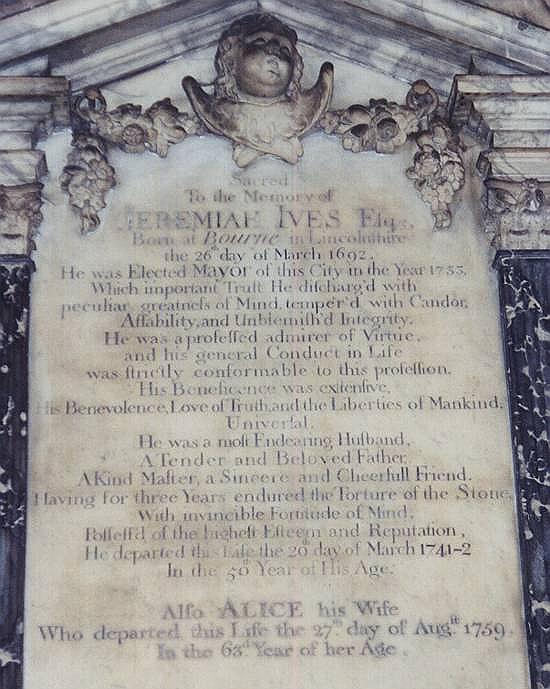 Sacred
To the Memory of
JEREMIAH IVES Eſqr.
Born at Bourne in Lincolnſhire
the 26th day of March 1692.
He was Elected Mayor of this City in the Year 1733.
Which important Truſt He diſcharg'd with
peculiar greatneſs of Mind, temper'd with Candor,
Affability, and Unblemiſh'd Integrity.
He was a profeſſed admirer of Virtue,
and his general Conduct in Life
was ſtrictly conformable to this profeſſion.
His Beneficence was extenſive,
His Benevolence, Love of Truth, and the Liberties of Mankind,
Univerſal.
He was a moſt Endearing Huſband,
A Tender and Beloved Father,
A Kind Maſter, a Sincere and Cheerfull Friend.
Having for three Years endured the Torture of the Stone,
With invincible Fortitude of Mind,
Poſſeſſ'd of the higheſt Eſteem and Reputation,
He departed this Life the 20th day of March 1741-2
In the 50th Year of His Age.
Alſo ALICE his Wife
Who departed this Life the 27th day of Augſt. 1759.
In the 63d Year of her Age.